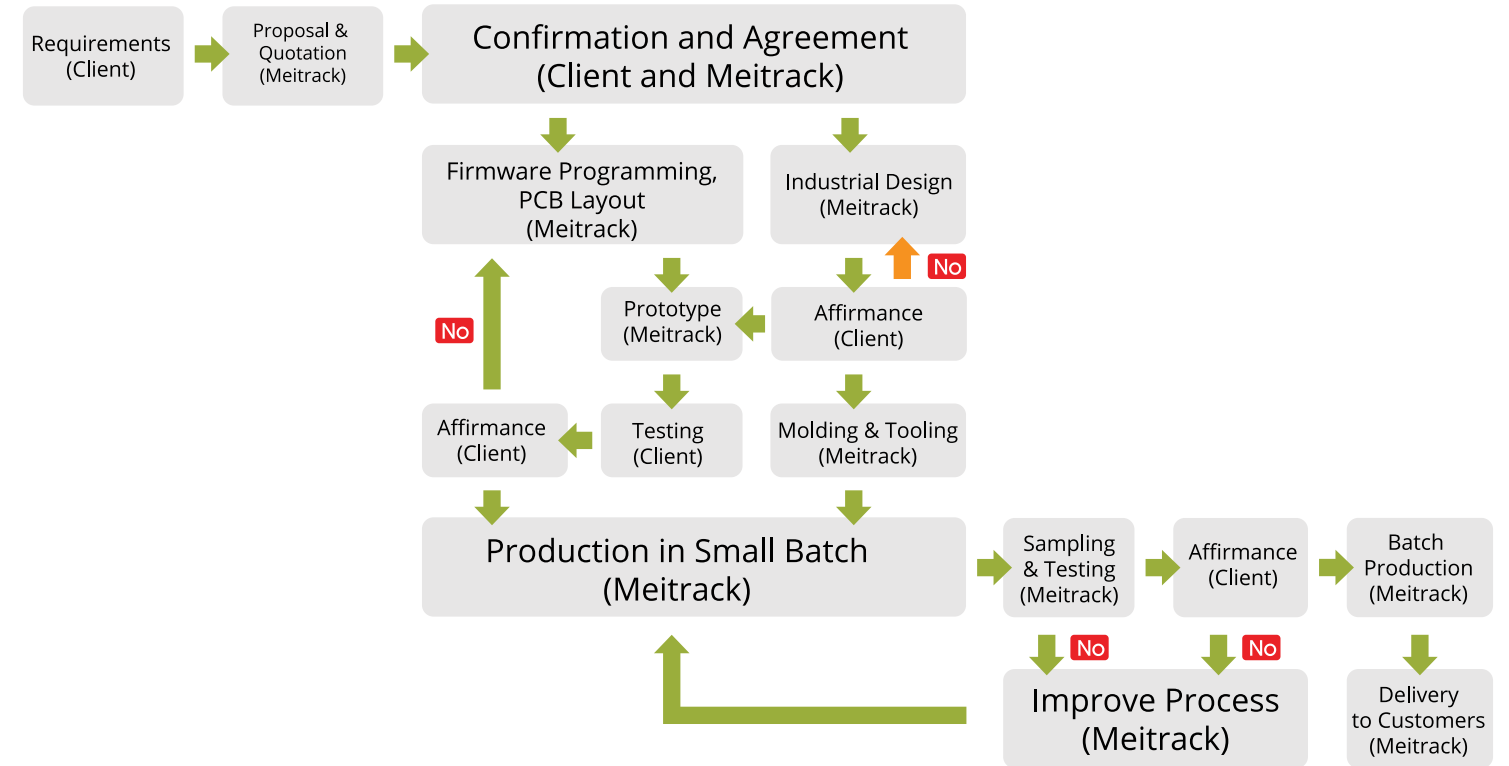 Requirements
(Client)
Proposal &
Quotation
(Meitrack)
Confirmation and Agreement
(Client and Meitrack)
Firmware Programming,
PCB Layout
(Meitrack)
Industrial Design
(Meitrack)
No
No
Prototype
(Meitrack)
Affirmance
(Client)
Affirmance
(Client)
Testing
(Client)
Molding & Tooling
(Meitrack)
Production in Small Batch
(Meitrack)
Sampling
& Testing
(Meitrack)
Affirmance
(Client)
Batch
Production
(Meitrack)
No
No
Improve Process
(Meitrack)
Delivery
to Customers
(Meitrack)